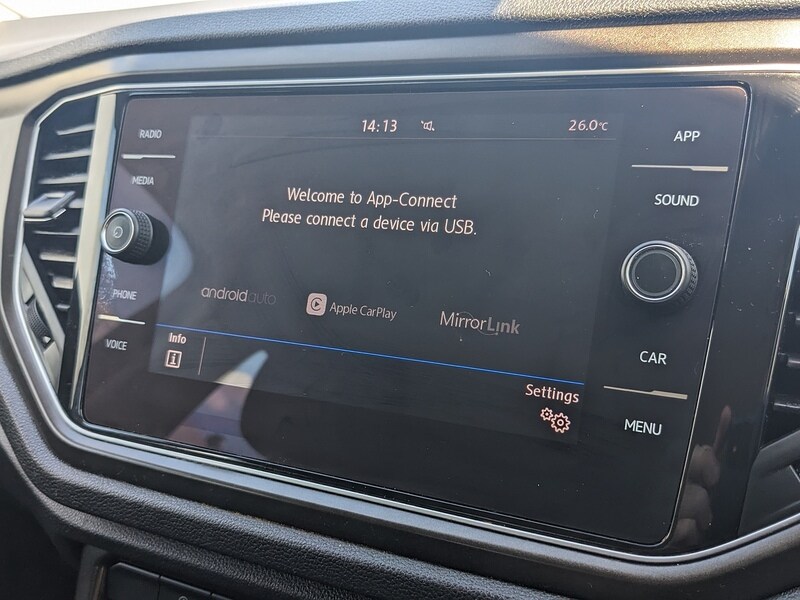 RADIO
MEDIA
PHONE
VOICE
14:13
26.0°C
Welcome to App-Connect
Please connect a device via USB.
androidauto
Apple CarPlay
MirrorLink
Info
Settings
APP
SOUND
CAR
MENU